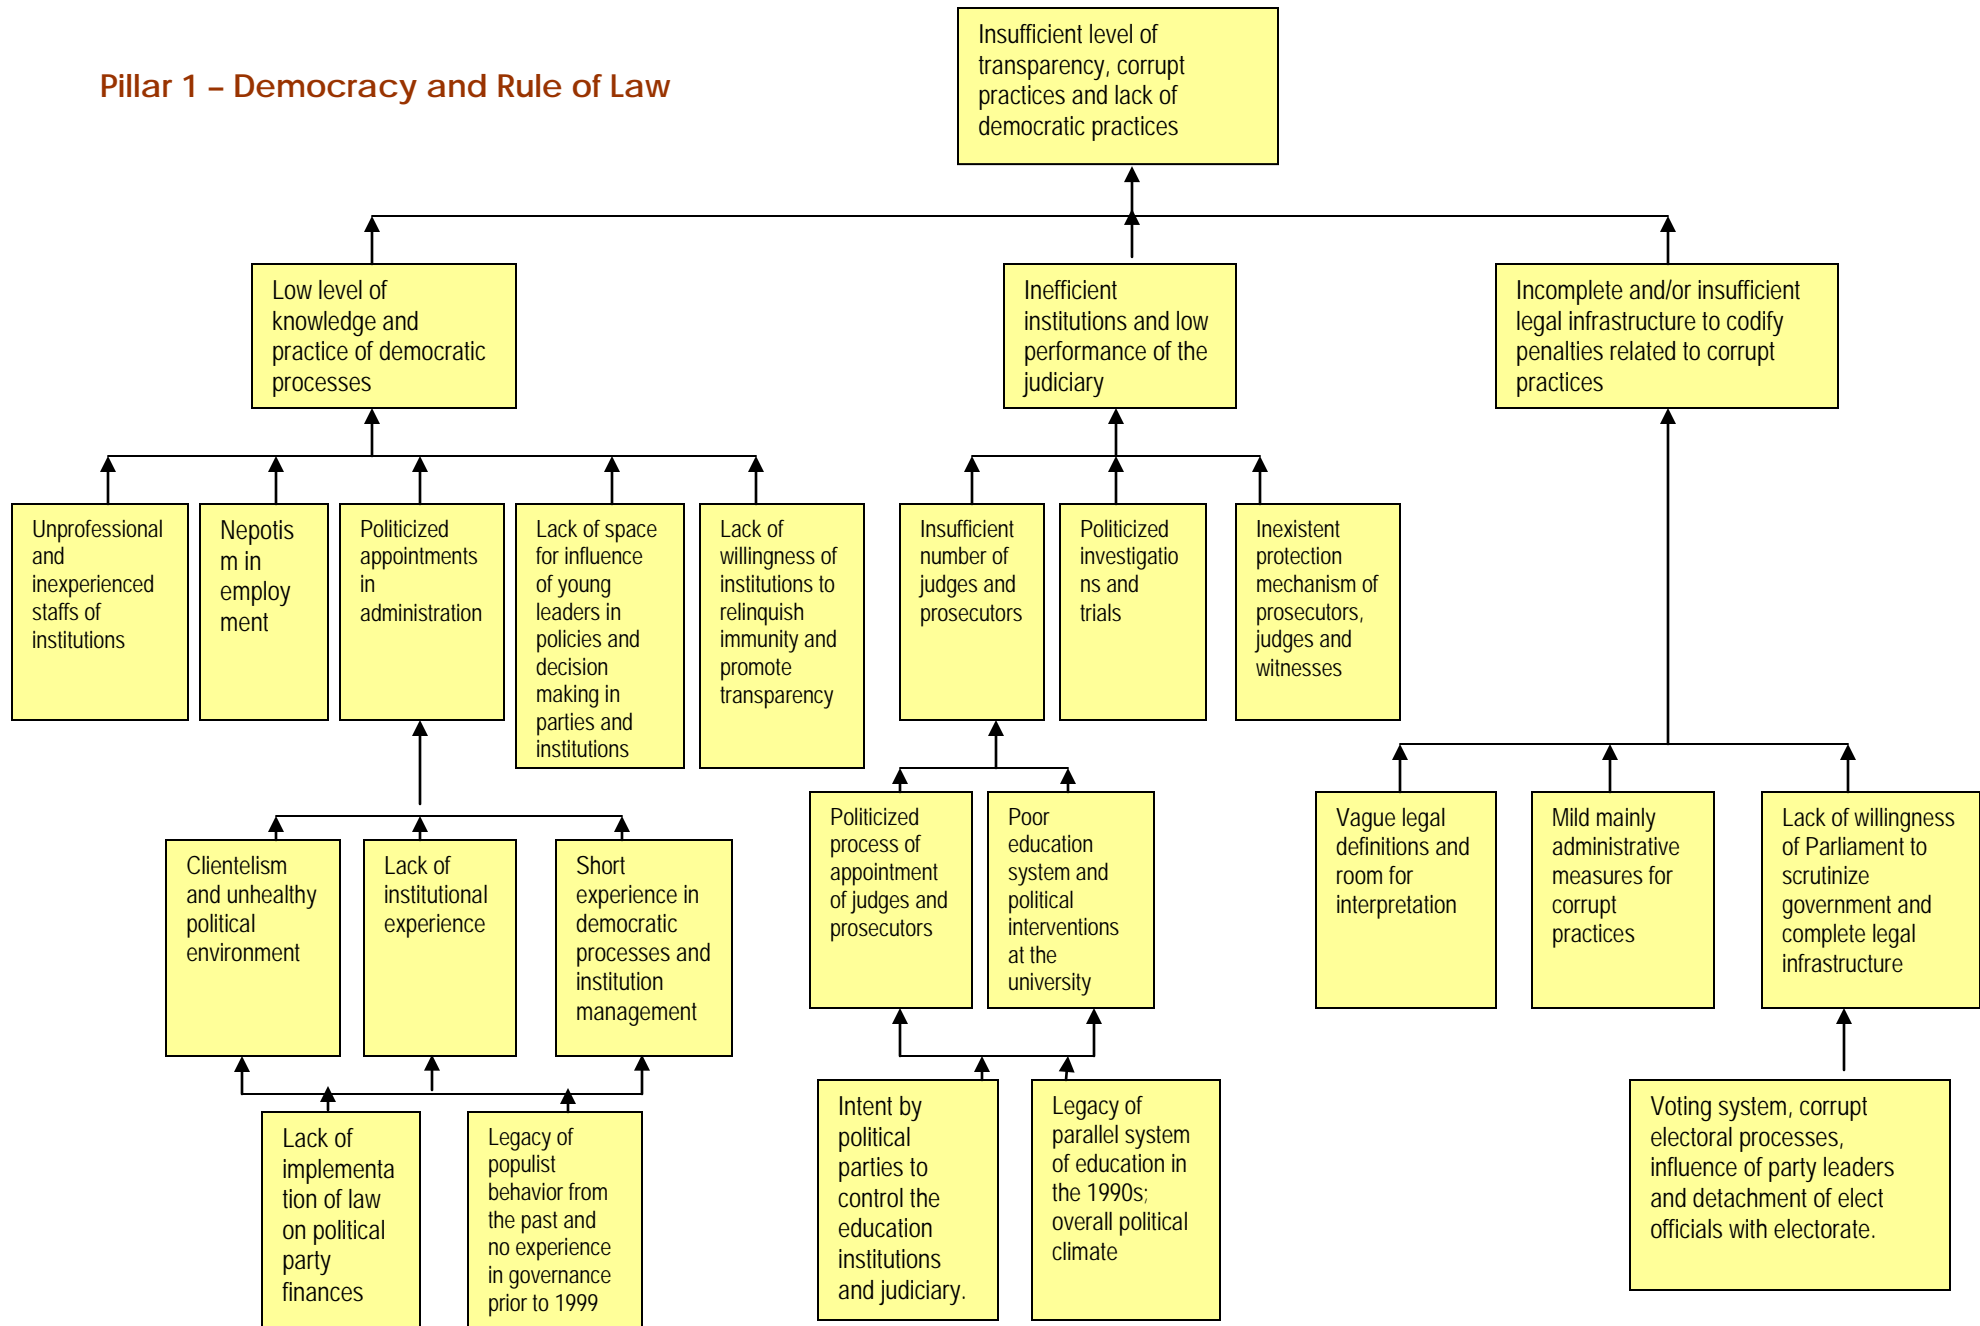 Insufficient level of
transparency, corrupt
practices and lack of
democratic practices
Pillar 1 – Democracy and Rule of Law
Low level of
knowledge and
practice of democratic
processes
Inefficient
institutions and low
performance of the
judiciary
Incomplete and/or insufficient
legal infrastructure to codify
penalties related to corrupt
practices
Unprofessional
and
inexperienced
staffs of
institutions
Nepotis
m in
employ
ment
Politicized
appointments
in
administration
Lack of space
for influence
of young
leaders in
policies and
decision
making in
parties and
institutions
Lack of
willingness of
institutions to
relinquish
immunity and
promote
transparency
Insufficient
number of
judges and
prosecutors
Politicized
investigatio
ns and
trials
Inexistent
protection
mechanism of
prosecutors,
judges and
witnesses
Clientelism
and unhealthy
political
environment
Lack of
institutional
experience
Short
experience in
democratic
processes and
institution
management
Politicized
process of
appointment
of judges and
prosecutors
Poor
education
system and
political
interventions
at the
university
Vague legal
definitions and
room for
interpretation
Mild mainly
administrative
measures for
corrupt
practices
Lack of willingness
of Parliament to
scrutinize
government and
complete legal
infrastructure
Lack of
implementa
tion of law
on political
party
finances
Legacy of
populist
behavior from
the past and
no experience
in governance
prior to 1999
Intent by
political
parties to
control the
education
institutions
and judiciary.
Legacy of
parallel system
of education in
the 1990s;
overall political
climate
Voting system, corrupt
electoral processes,
influence of party leaders
and detachment of elect
officials with electorate.